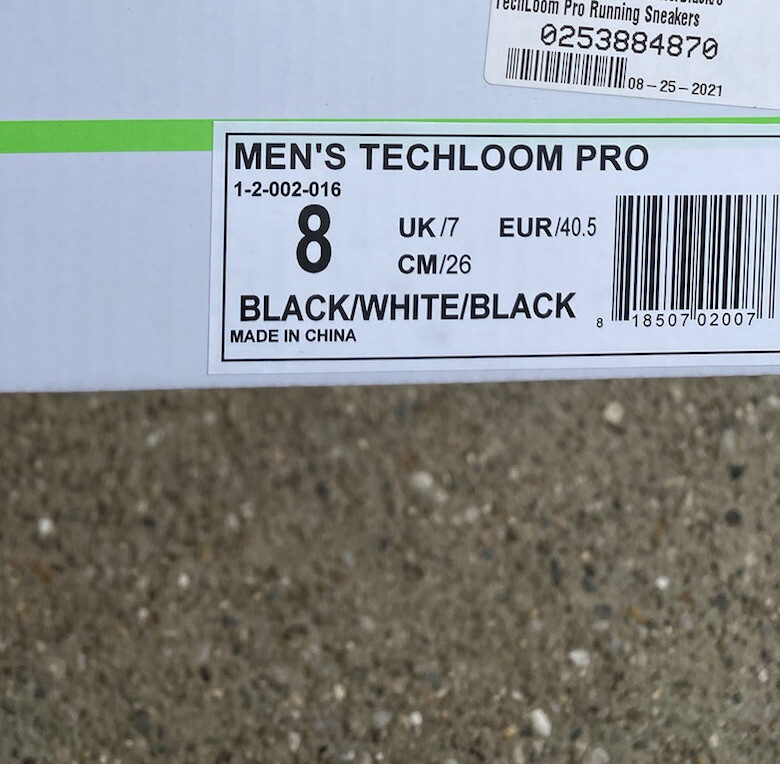 TechLoom Pro Running Sneakers
0253884870
08-25-2021
MEN'S TECHLOOM PRO
1-2-002-016
8
UK/7 EUR/40.5
CM/26
BLACK/WHITE/BLACK
MADE IN CHINA
8 18507 02007